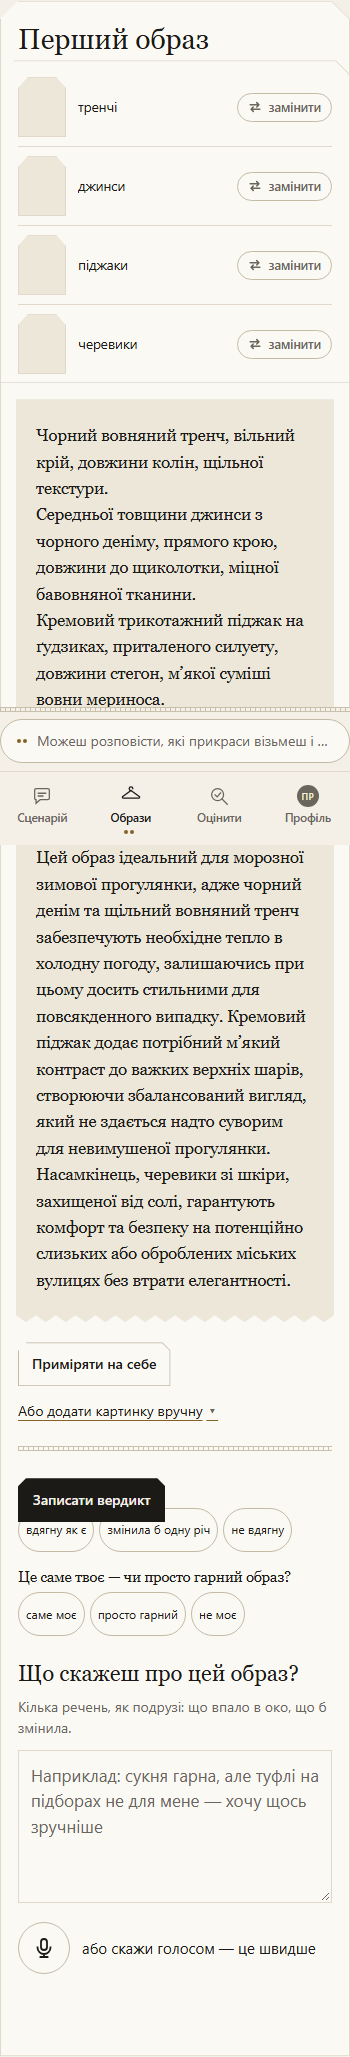 Перший образ
тренчі
замінити
джинси
замінити
піджаки
замінити
черевики
замінити
Чорний вовняний тренч, вільний
крій, довжини колін, щільної
текстури.
Середньої товщини джинси з
чорного деніму, прямого крою,
довжини до щиколотки, міцної
бавовняної тканини.
Кремовий трикотажний піджак на
ґудзиках, приталеного силуету,
довжини стегон, м’якої суміші
вовни мериноса.
Можеш розповісти, які прикраси візьмеш і ...
Сценарій
Образи
Оцінити
ПР
Профіль
Цей образ ідеальний для морозної
зимової прогулянки, адже чорний
денім та щільний вовняний тренч
забезпечують необхідне тепло в
холодну погоду, залишаючись при
цьому досить стильними для
повсякденного випадку. Кремовий
піджак додає потрібний м’який
контраст до важких верхніх шарів,
створюючи збалансований вигляд,
який не здається надто суворим
для невимушеної прогулянки.
Насамкінець, черевики зі шкіри,
захищеної від солі, гарантують
комфорт та безпеку на потенційно
слизьких або оброблених міських
вулицях без втрати елегантності.
Приміряти на себе
Або додати картинку вручну
Записати вердикт
вдягну як є
змінила б одну річ
не вдягну
Це саме твоє — чи просто гарний образ?
саме моє
просто гарний
не моє
Що скажеш про цей образ?
Кілька речень, як подрузі: що впало в око, що б
змінила.
Наприклад: сукня гарна, але туфлі на
підборах не для мене — хочу щось
зручніше
або скажи голосом — це швидше